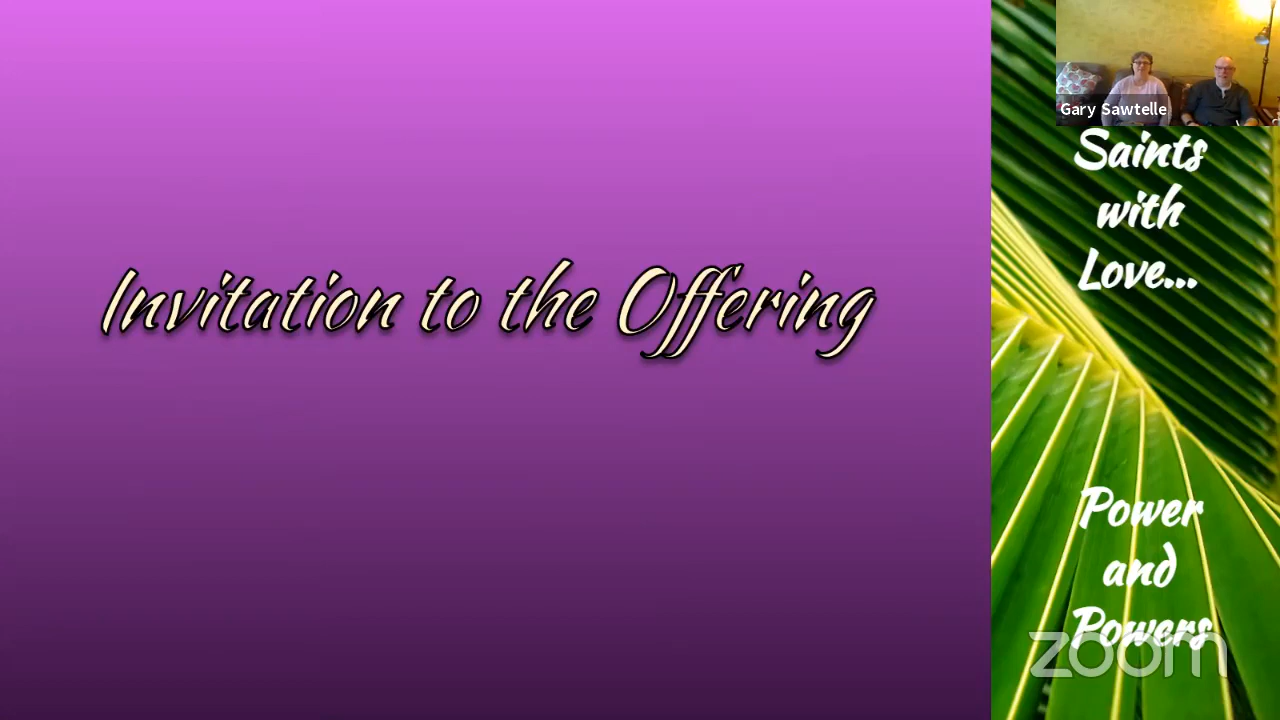 Invitation to the Offering
Gary Sawtelle
Saints
with
Love...
Power
and
Powers
zoom